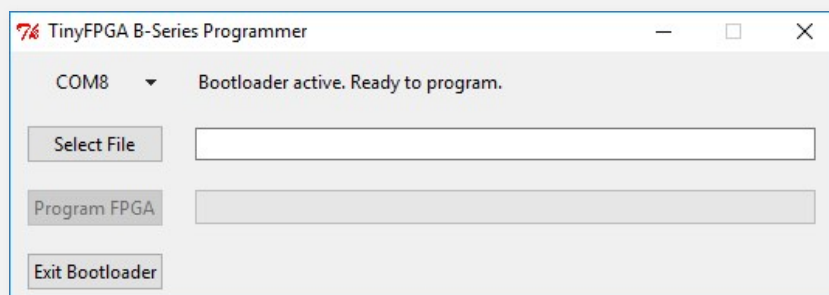 TinyFPGA B-Series Programmer
COM8 Bootloader active. Ready to program.
Select File
Program FPGA
Exit Bootloader